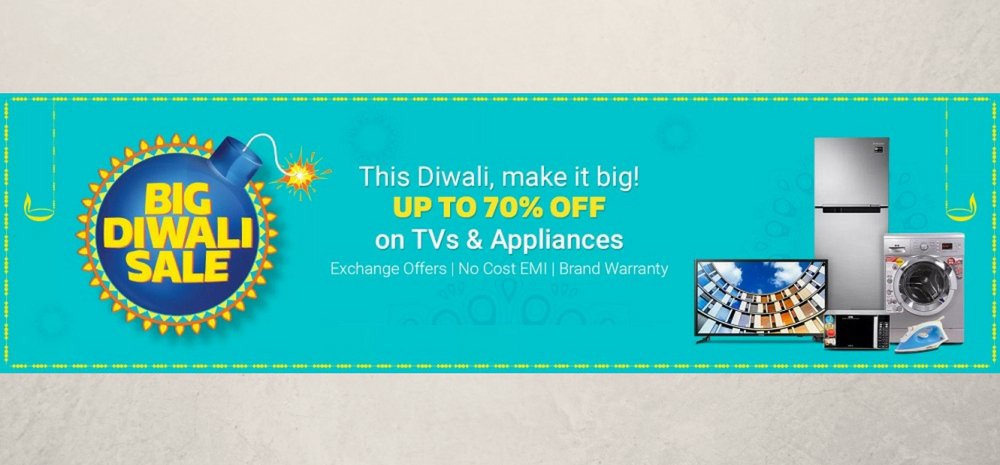 BIG
DIWALI
SALE
This Diwali, make it big!
UP TO 70% OFF
on TVs & Appliances
Exchange Offers | No Cost EMI | Brand Warranty